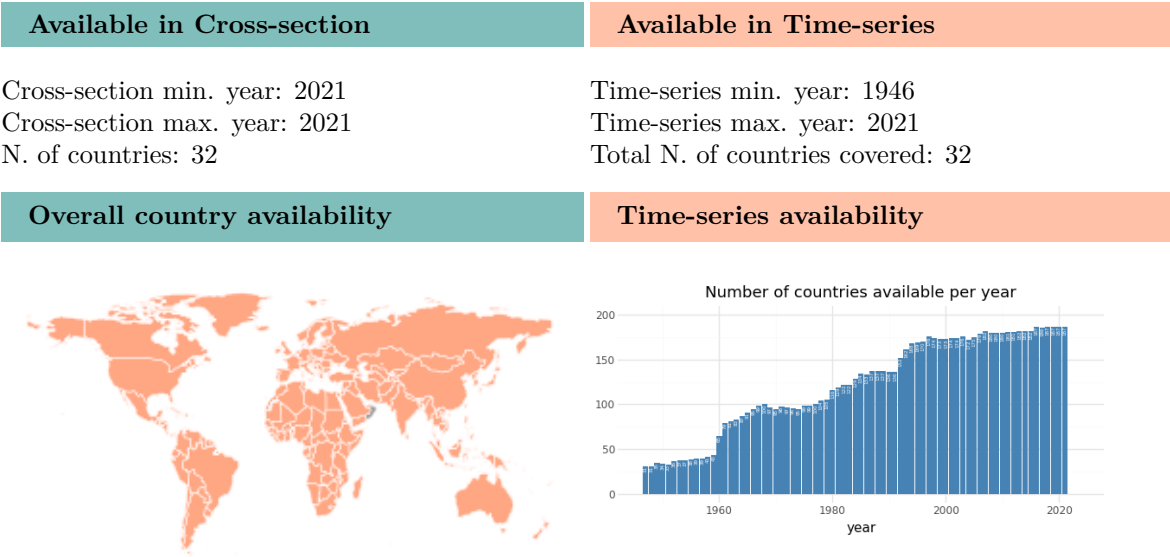 Available in Cross-section
Available in Time-series
Cross-section min. year: 2021
Cross-section max. year: 2021
N. of countries: 32
Time-series min. year: 1946
Time-series max. year: 2021
Total N. of countries covered: 32
Overall country availability
Time-series availability
Number of countries available per year
200
150
100
50
0
1960
1980
2000
2020
year